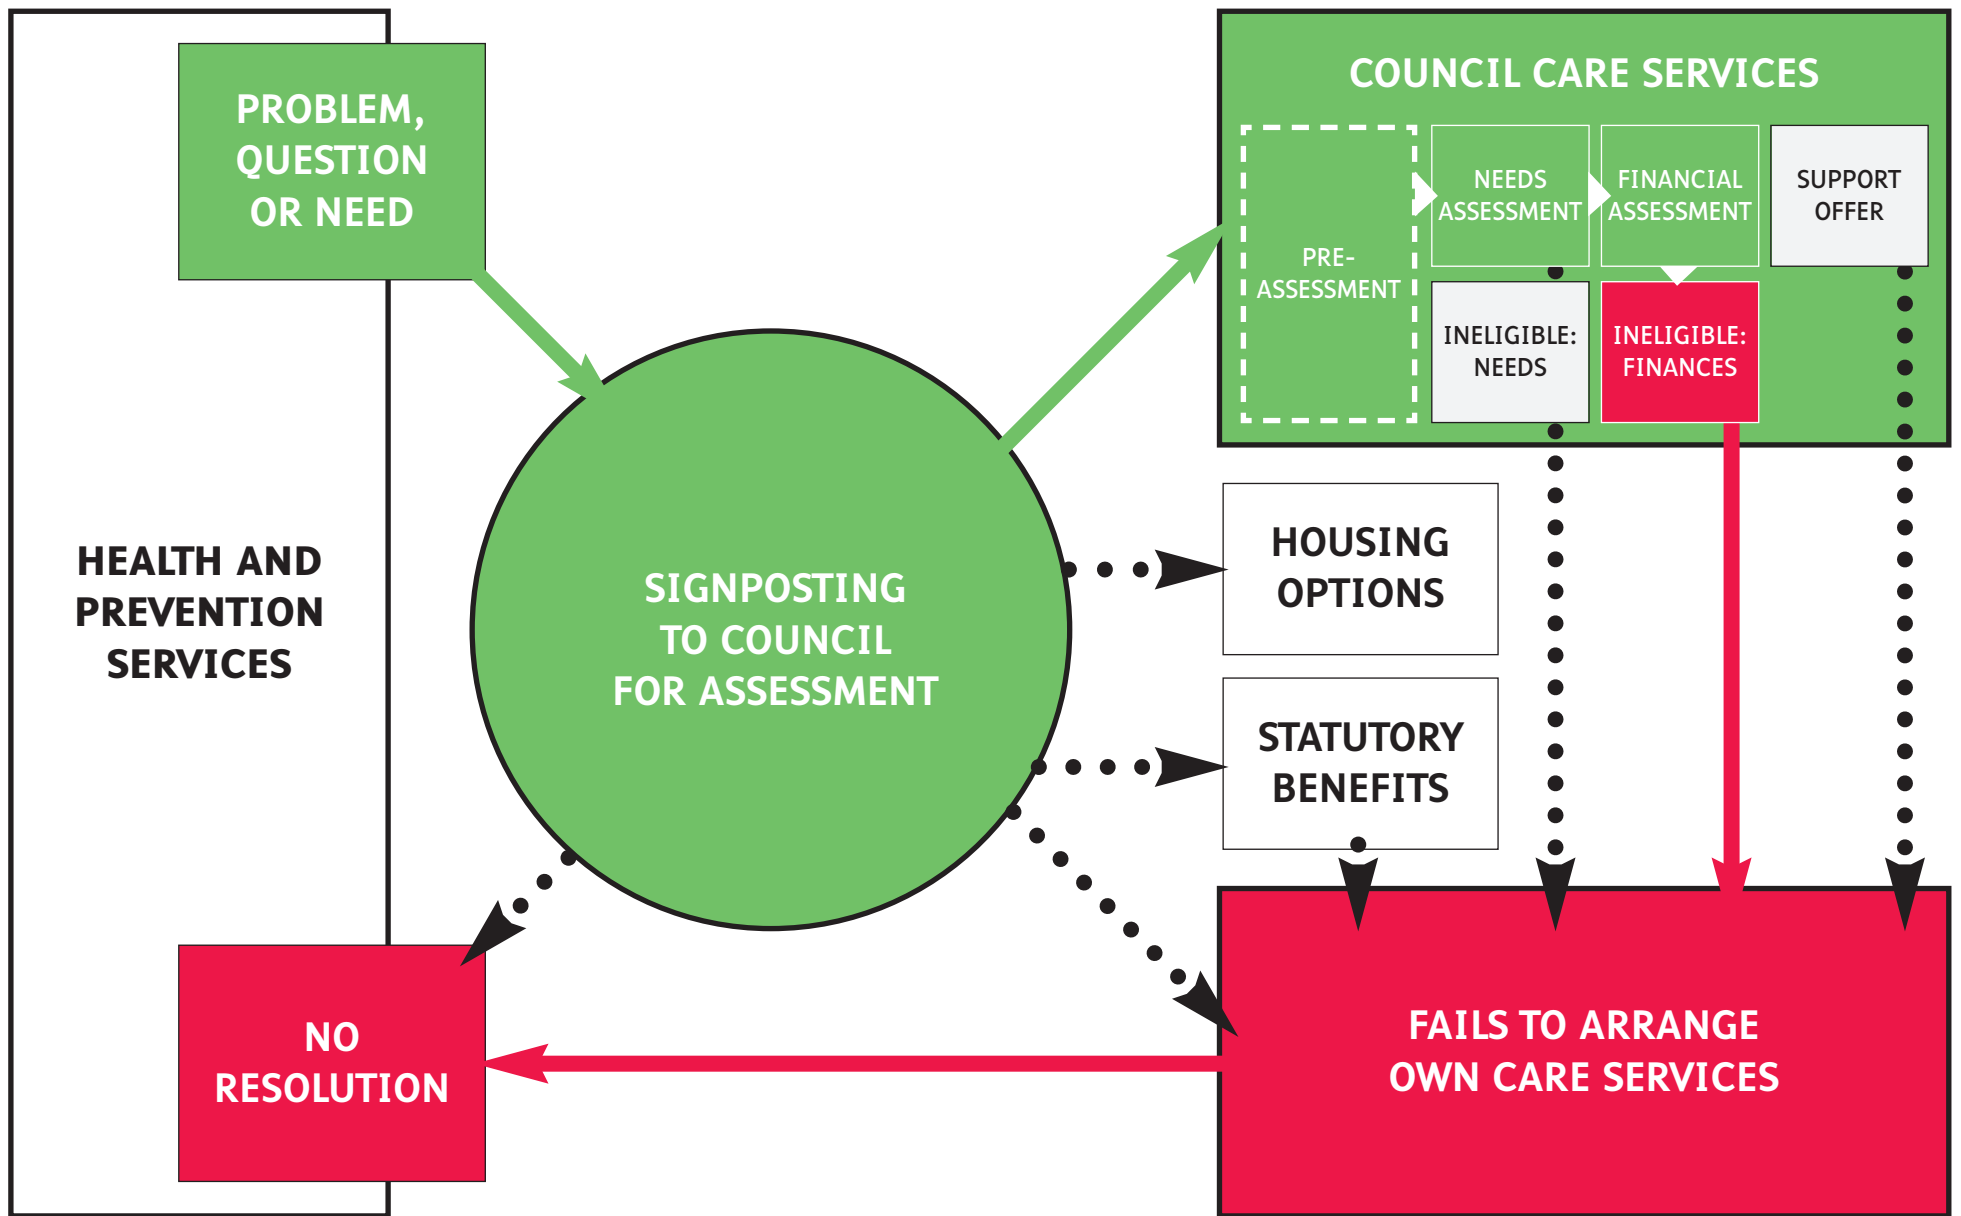 PROBLEM,
QUESTION
OR NEED
HEALTH AND
PREVENTION
SERVICES
NO
RESOLUTION
SIGNPOSTING
TO COUNCIL
FOR ASSESSMENT
COUNCIL CARE SERVICES
PRE-
ASSESSMENT
NEEDS
ASSESSMENT
FINANCIAL
ASSESSMENT
SUPPORT
OFFER
INELIGIBLE:
NEEDS
INELIGIBLE:
FINANCES
HOUSING
OPTIONS
STATUTORY
BENEFITS
FAILS TO ARRANGE
OWN CARE SERVICES